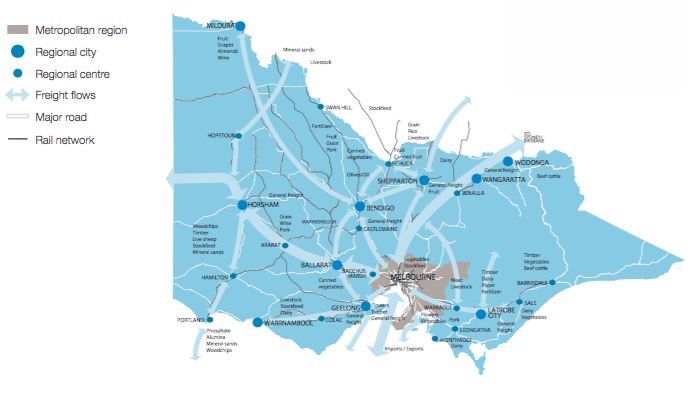 Metropolitan region
Regional city
Regional centre
Freight flows
Major road
Rail network
MILDURA
Fruit
Grapes
Almonds
Wine
Mineral sands
Livestock
SWAN HILL
Stockfeed
Fertilizer
Fruit
Grain
Pork
Grain
Rice
Livestock
TO
SYDNEY/
BRISBANE
HOPETOUN
Canned
vegetables
Fruit
Canned fruit
ECHUCA
Dairy
WODONGA
General freight
Olives/Oil
SHEPPARTON
WANGARATTA
Beef cattle
General freight
Fruit
BENALLA
General freight
HORSHAM
BENDIGO
Grain
Wine
Pork
MARYBOROUGH
General freight
CASTLEMAINE
Woodchips
Timber
Live sheep
Stockfeed
Mineral sands
ARARAT
BALLARAT
BACCHUS
MARSH
Vegetables
Stockfeed
MELBOURNE
Timber
Vegetables
Beef cattle
HAMILTON
Canned
vegetables
Meat
Livestock
Timber
Dairy
Paper
Fertilizer
BAIRNSDALE
Livestock
Stockfeed
Dairy
GEELONG
Flowers
Timber
General freight
WARRAGUL
Flowers
Vegetables
Pork
LATROBE
CITY
SALE
Dairy
Vegetables
PORTLAND
WARRNAMBOOL
COLAC
General
freight
LEONGATHA
General
freight
Phosphate
Alumina
Mineral sands
Woodchips
WONTHAGGI
Dairy
Imports / Exports